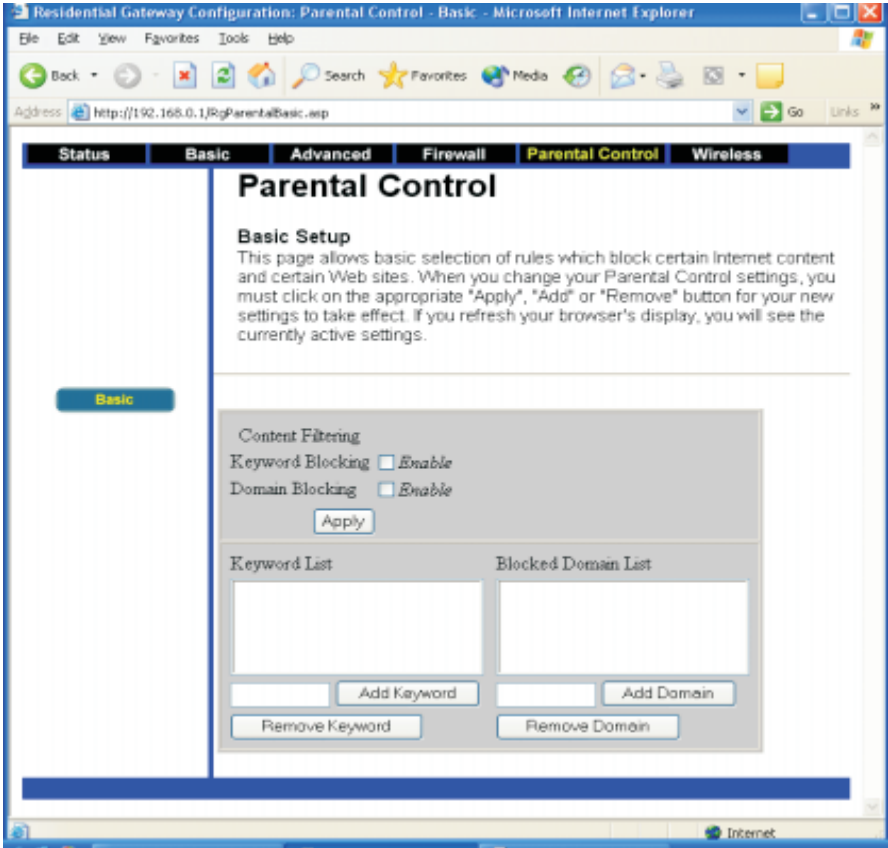 Residential Gateway Configuration: Parental Control - Basic - Microsoft Internet Explorer
File Edit View Favorites Tools Help
Back Search Favorites Media
Address http://192.168.0.1/RgParentalBasic.asp Go Links »
Status Basic Advanced Firewall Parental Control Wireless
Parental Control
Basic Setup
This page allows basic selection of rules which block certain Internet content
and certain Web sites. When you change your Parental Control settings, you
must click on the appropriate "Apply", "Add" or "Remove" button for your new
settings to take effect. If you refresh your browser's display, you will see the
currently active settings.
Basic
Content Filtering
Keyword Blocking Enable
Domain Blocking Enable
Apply
Keyword List Blocked Domain List
Add Keyword Add Domain
Remove Keyword Remove Domain
Internet